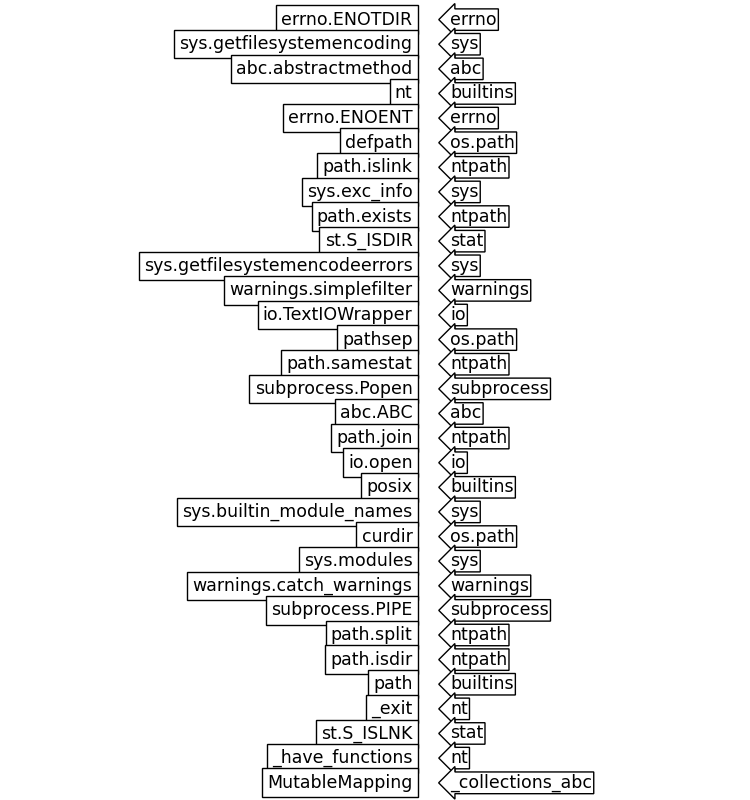 errno.ENOTDIR errno
sys.getfilesystemencoding sys
abc.abstractmethod abc
nt builtins
errno.ENOENT errno
defpath os.path
path.islink ntpath
sys.exc_info sys
path.exists ntpath
st.S_ISDIR stat
sys.getfilesystemencodeerrors sys
warnings.simplefilter warnings
io.TextIOWrapper io
pathsep os.path
path.samestat ntpath
subprocess.Popen subprocess
abc.ABC abc
path.join ntpath
io.open io
posix builtins
sys.builtin_module_names sys
curdir os.path
sys.modules sys
warnings.catch_warnings warnings
subprocess.PIPE subprocess
path.split ntpath
path.isdir ntpath
path builtins
_exit nt
st.S_ISLNK stat
_have_functions nt
MutableMapping _collections_abc